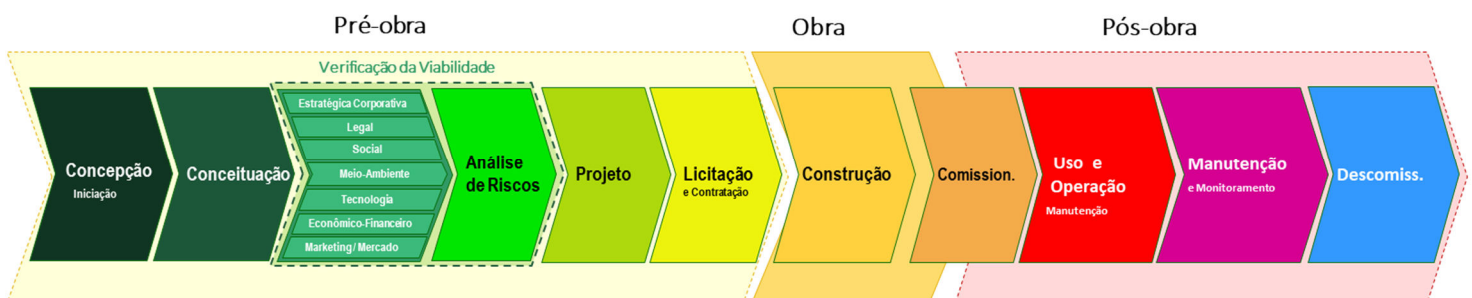 Pré-obra
Obra
Pós-obra
Verificação da Viabilidade
Concepção
Iniciação
Conceituação
Estratégica Corporativa
Legal
Social
Meio-Ambiente
Tecnologia
Econômico-Financeiro
Marketing/Mercado
Análise
de Riscos
Projeto
Licitação
e Contratação
Construção
Comission.
Uso e
Operação
Manutenção
Manutenção
e Monitoramento
Descomiss.